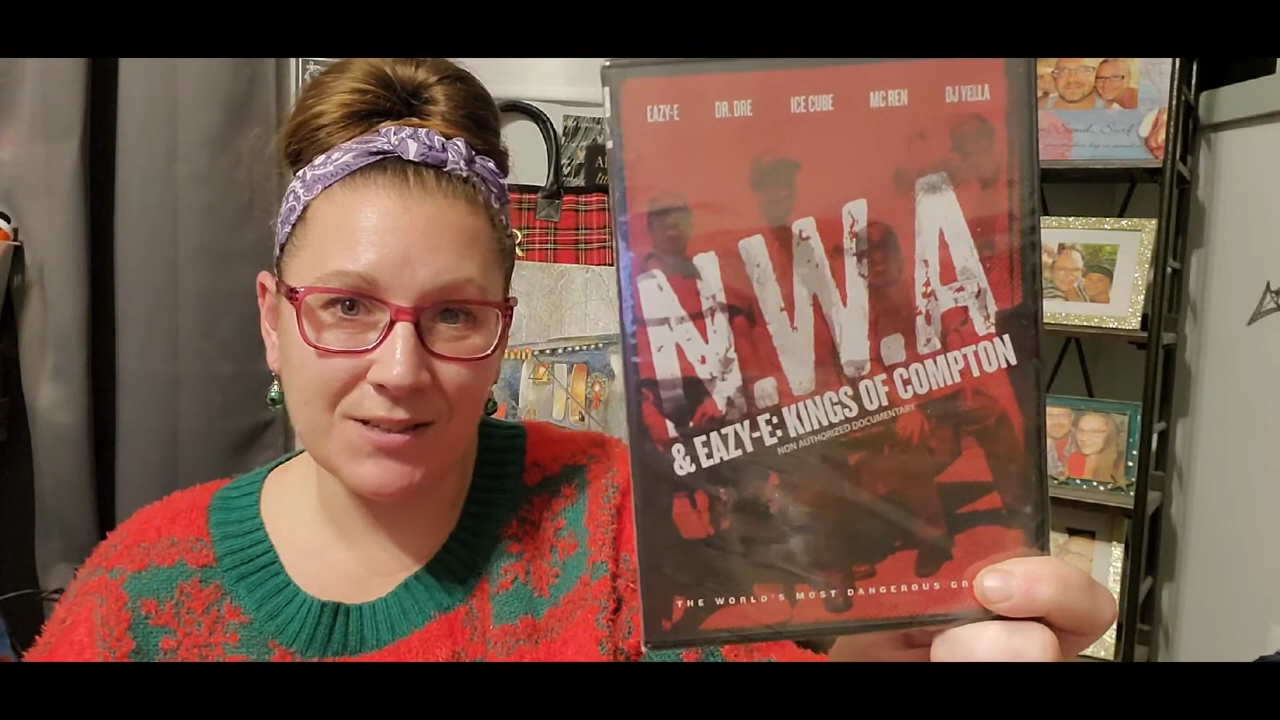 EAZY-E DR. DRE ICE CUBE MC REN DJ YELLA
N.W.A
& EAZY-E: KINGS OF COMPTON
NON AUTHORIZED DOCUMENTARY
THE WORLD'S MOST DANGEROUS